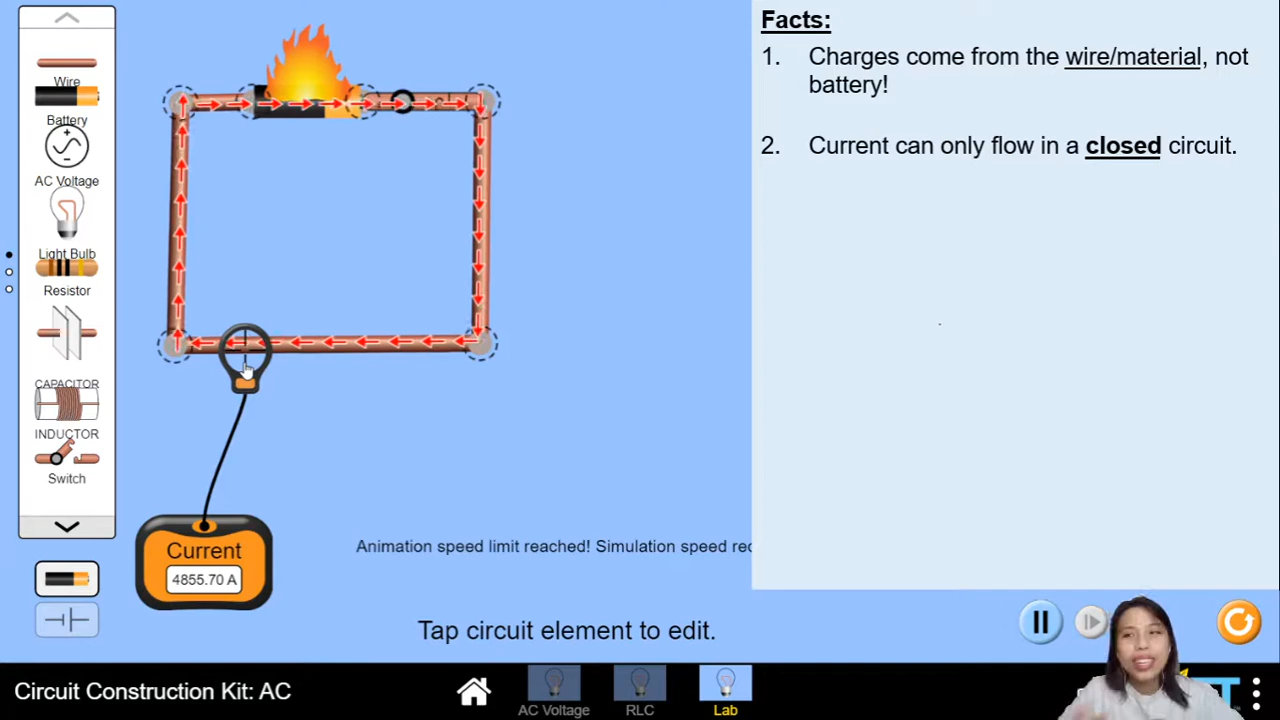 Facts:
1. Charges come from the wire/material, not
battery!
2. Current can only flow in a closed circuit.
Wire
Battery
AC Voltage
Light Bulb
Resistor
CAPACITOR
INDUCTOR
Switch
Current
4855.70 A
Animation speed limit reached! Simulation speed
Tap circuit element to edit.
Circuit Construction Kit: AC
AC Voltage
RLC
Lab